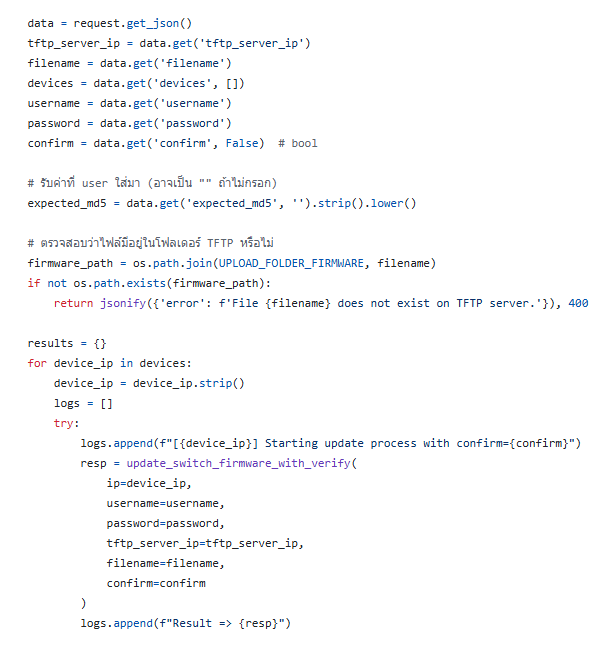 data = request.get_json()
tftp_server_ip = data.get('tftp_server_ip')
filename = data.get('filename')
devices = data.get('devices', [])
username = data.get('username')
password = data.get('password')
confirm = data.get('confirm', False)  # bool
# รับค่าที่ user ใส่มา (อาจเป็น "" ถ้าไม่กรอก)
expected_md5 = data.get('expected_md5', '').strip().lower()
# ตรวจสอบว่าไฟล์มีอยู่ในโฟลเดอร์ TFTP หรือไม่
firmware_path = os.path.join(UPLOAD_FOLDER_FIRMWARE, filename)
if not os.path.exists(firmware_path):
    return jsonify({'error': f'File {filename} does not exist on TFTP server.'}), 400
results = {}
for device_ip in devices:
    device_ip = device_ip.strip()
    logs = []
    try:
        logs.append(f"[{device_ip}] Starting update process with confirm={confirm}")
        resp = update_switch_firmware_with_verify(
            ip=device_ip,
            username=username,
            password=password,
            tftp_server_ip=tftp_server_ip,
            filename=filename,
            confirm=confirm
        )
        logs.append(f"Result => {resp}")